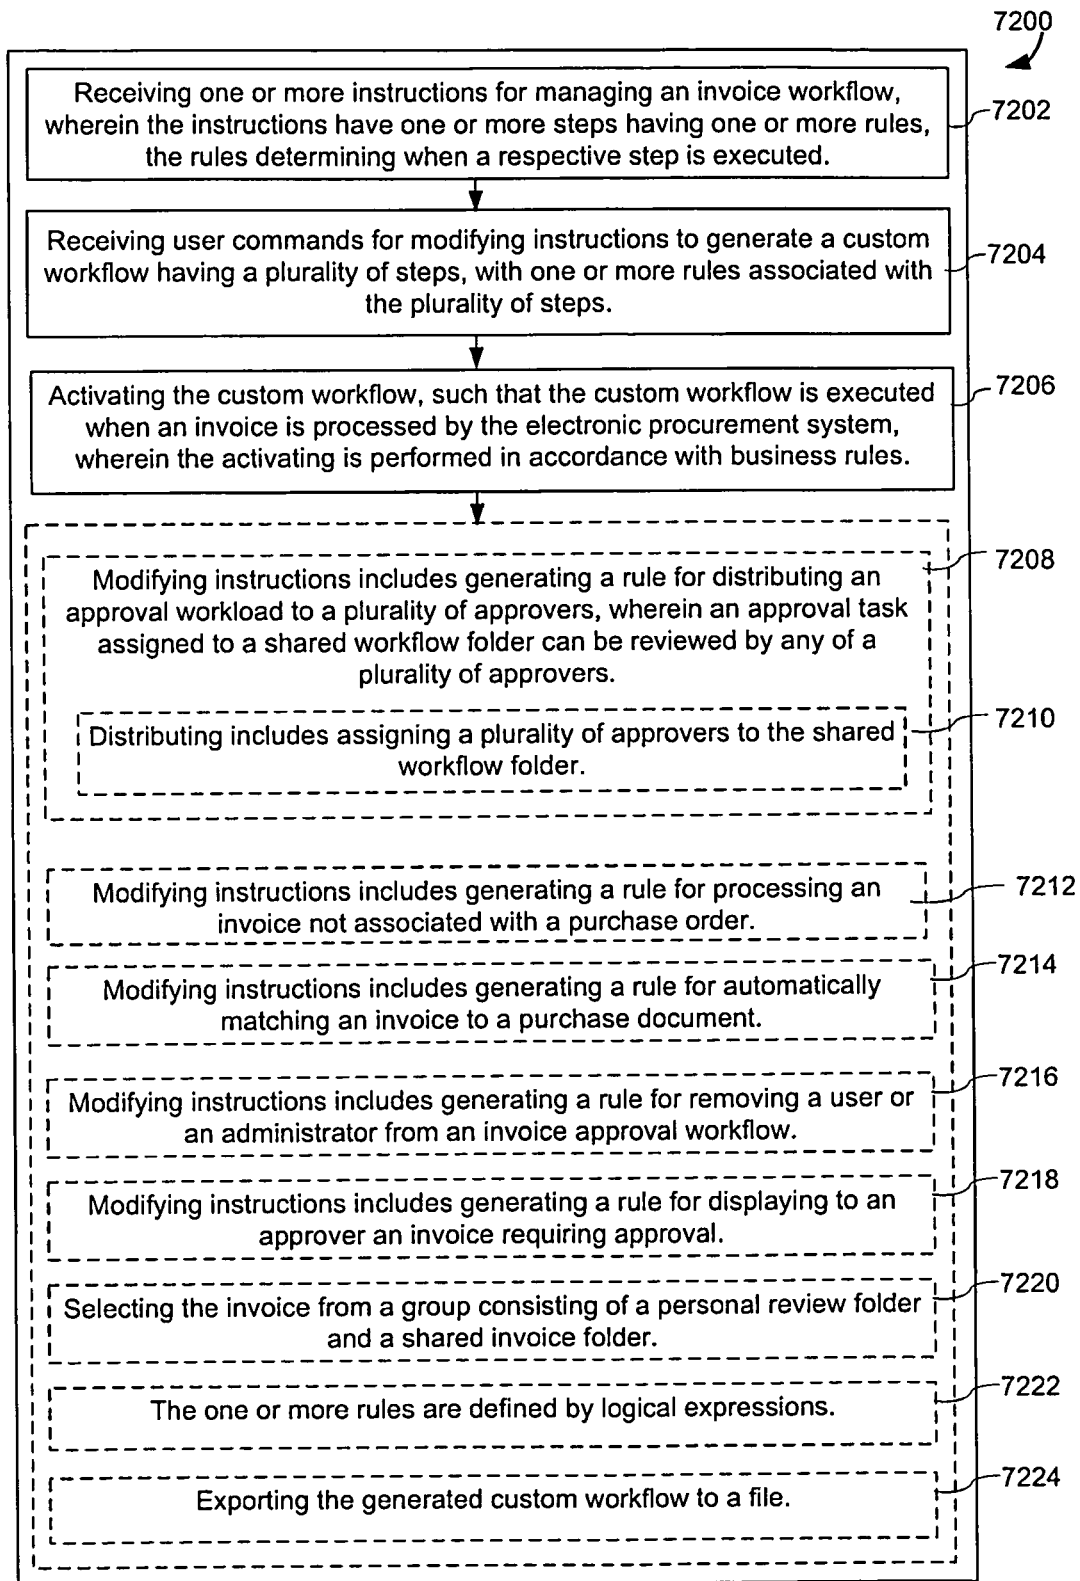 7200
Receiving one or more instructions for managing an invoice workflow,
wherein the instructions have one or more steps having one or more rules,
the rules determining when a respective step is executed.
7202
Receiving user commands for modifying instructions to generate a custom
workflow having a plurality of steps, with one or more rules associated with
the plurality of steps.
7204
Activating the custom workflow, such that the custom workflow is executed
when an invoice is processed by the electronic procurement system,
wherein the activating is performed in accordance with business rules.
7206
Modifying instructions includes generating a rule for distributing an
approval workload to a plurality of approvers, wherein an approval task
assigned to a shared workflow folder can be reviewed by any of a
plurality of approvers.
7208
Distributing includes assigning a plurality of approvers to the shared
workflow folder.
7210
Modifying instructions includes generating a rule for processing an
invoice not associated with a purchase order.
7212
Modifying instructions includes generating a rule for automatically
matching an invoice to a purchase document.
7214
Modifying instructions includes generating a rule for removing a user or
an administrator from an invoice approval workflow.
7216
Modifying instructions includes generating a rule for displaying to an
approver an invoice requiring approval.
7218
Selecting the invoice from a group consisting of a personal review folder
and a shared invoice folder.
7220
The one or more rules are defined by logical expressions.
7222
Exporting the generated custom workflow to a file.
7224